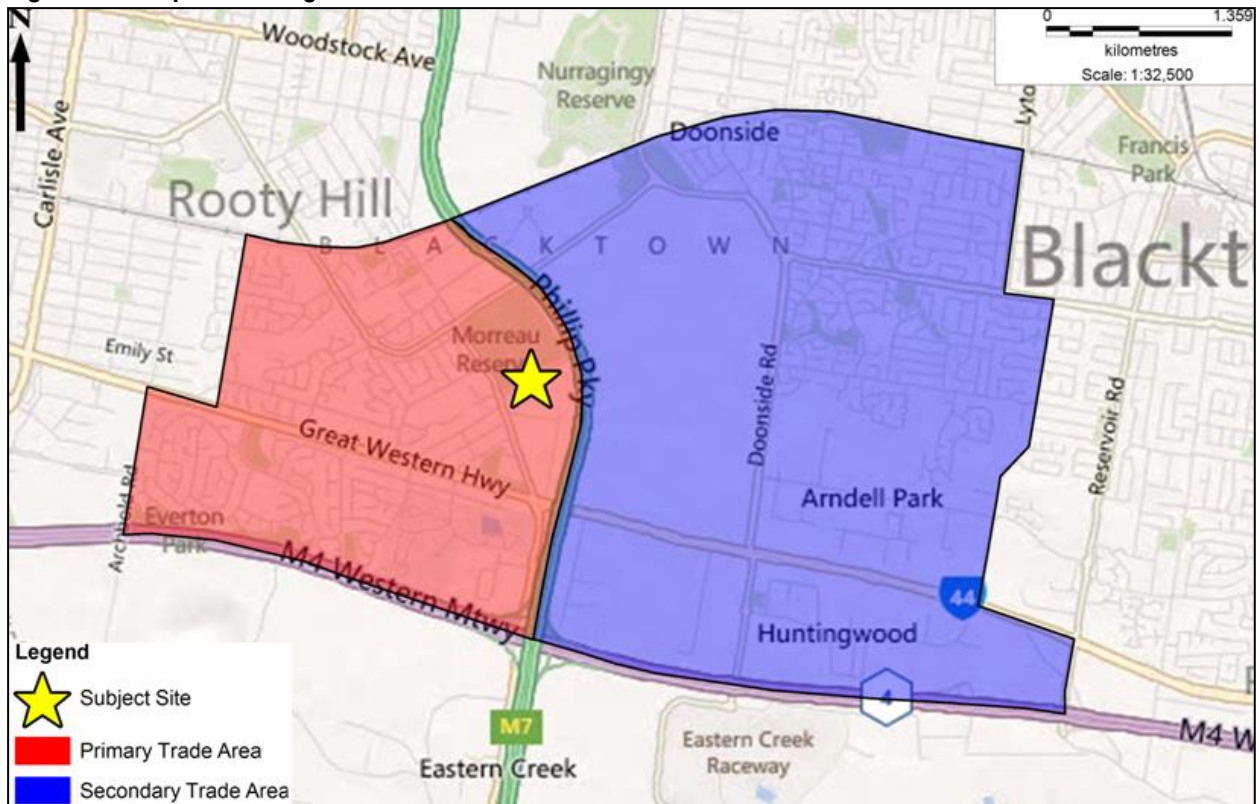 N
0 1.359
kilometres
Scale: 1:32,500
Woodstock Ave
Nurragingy
Reserve
Carlisle Ave
Doonside
Francis
Park
Rooty Hill
BLACKTOWN
Blackt
Phillip Pky
Morreau
Reserve
Emily St
Doonside Rd
Reservoir Rd
Great Western Hwy
Arndell Park
Archbold Rd
Everton
Park
M4 Western Mtwy
44
Huntingwood
4
M4 W
M7
Eastern Creek
Eastern Creek
Raceway
Legend
Subject Site
Primary Trade Area
Secondary Trade Area